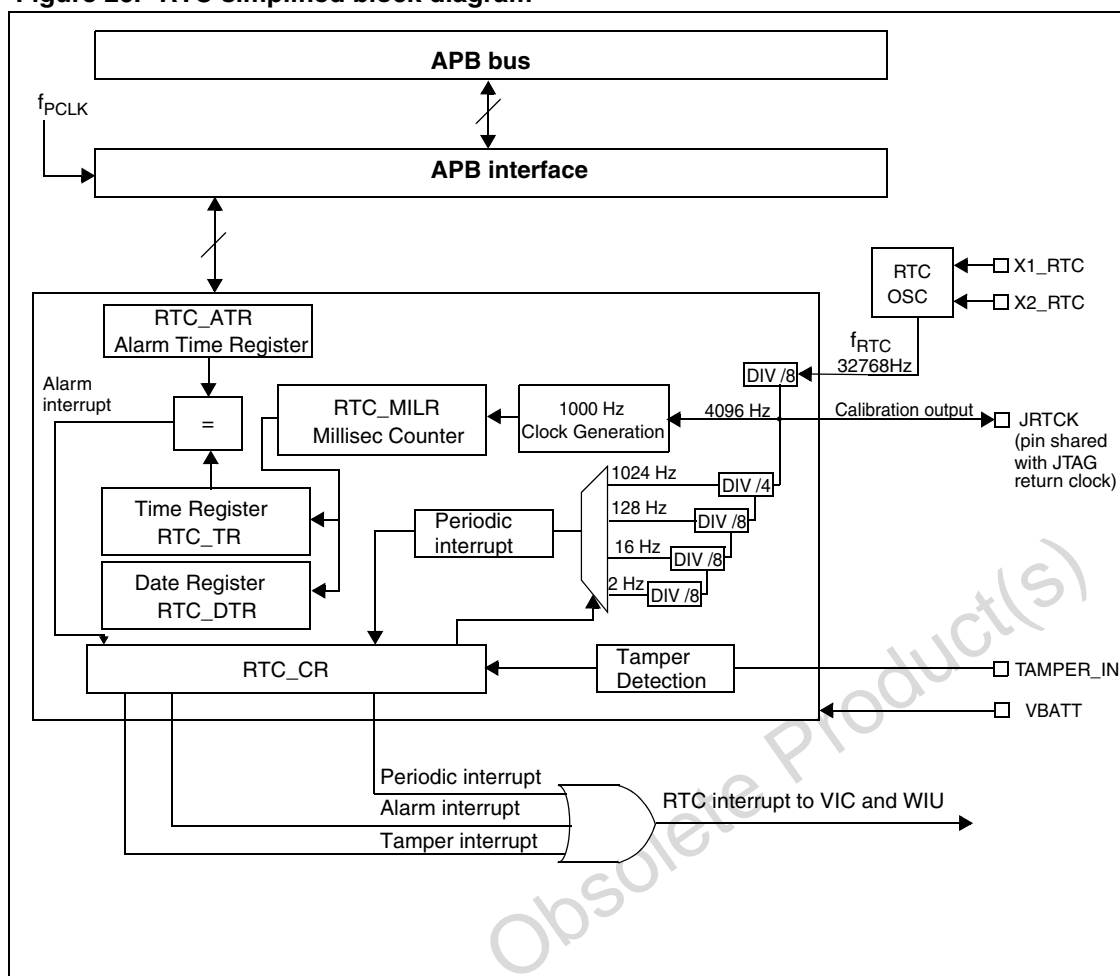 APB bus
fPCLK
APB interface
RTC
OSC
X1_RTC
X2_RTC
RTC_ATR
Alarm Time Register
fRTC
32768Hz
DIV /8
Alarm
interrupt
=
RTC_MILR
Millisec Counter
1000 Hz
Clock Generation
4096 Hz
Calibration output
JRTCK
(pin shared
with JTAG
return clock)
1024 Hz
DIV /4
Time Register
RTC_TR
Periodic
interrupt
128 Hz
DIV /8
16 Hz
DIV /8
Date Register
RTC_DTR
2 Hz
DIV /8
RTC_CR
Tamper
Detection
TAMPER_IN
VBATT
Periodic interrupt
Alarm interrupt
Tamper interrupt
RTC interrupt to VIC and WIU
Obsolete Product(s)